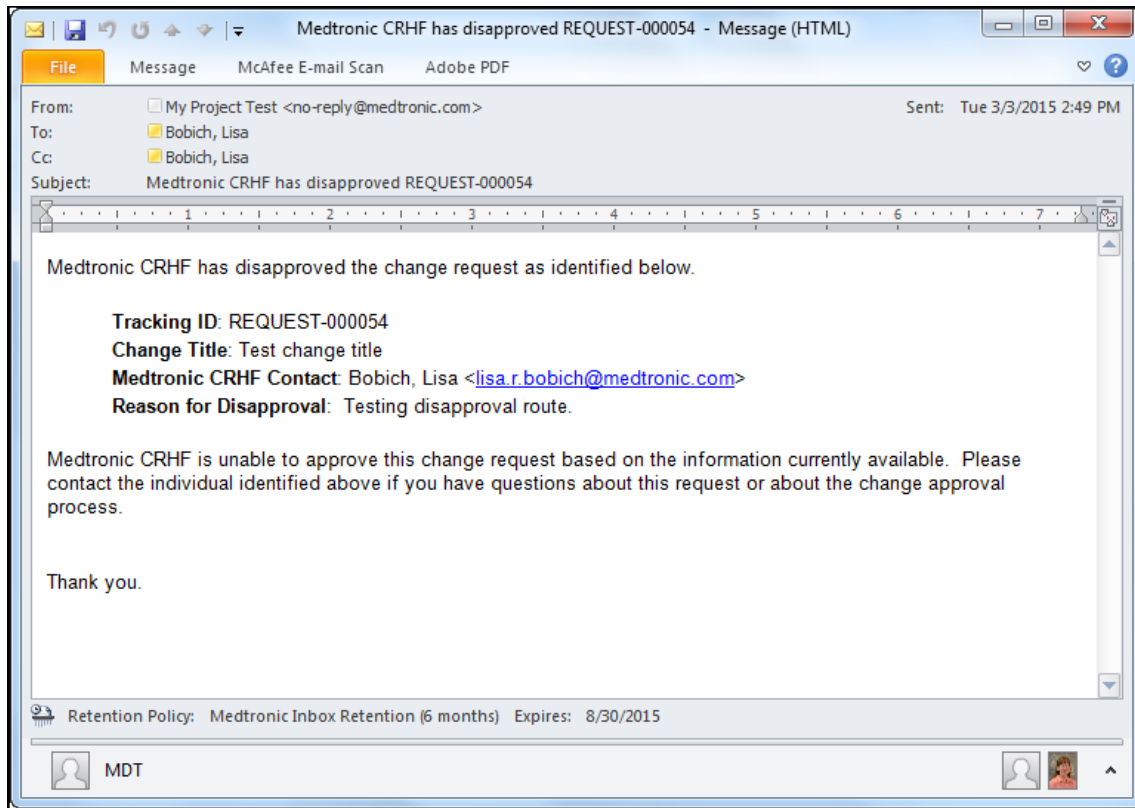 Medtronic CRHF has disapproved REQUEST-000054 - Message (HTML)
File Message McAfee E-mail Scan Adobe PDF
From: My Project Test <no-reply@medtronic.com> Sent: Tue 3/3/2015 2:49 PM
To: Bobich, Lisa
Cc: Bobich, Lisa
Subject: Medtronic CRHF has disapproved REQUEST-000054
1 2 3 4 5 6 7
Medtronic CRHF has disapproved the change request as identified below.
Tracking ID: REQUEST-000054
Change Title: Test change title
Medtronic CRHF Contact: Bobich, Lisa <lisa.r.bobich@medtronic.com>
Reason for Disapproval: Testing disapproval route.
Medtronic CRHF is unable to approve this change request based on the information currently available. Please
contact the individual identified above if you have questions about this request or about the change approval
process.
Thank you.
Retention Policy: Medtronic Inbox Retention (6 months) Expires: 8/30/2015
MDT